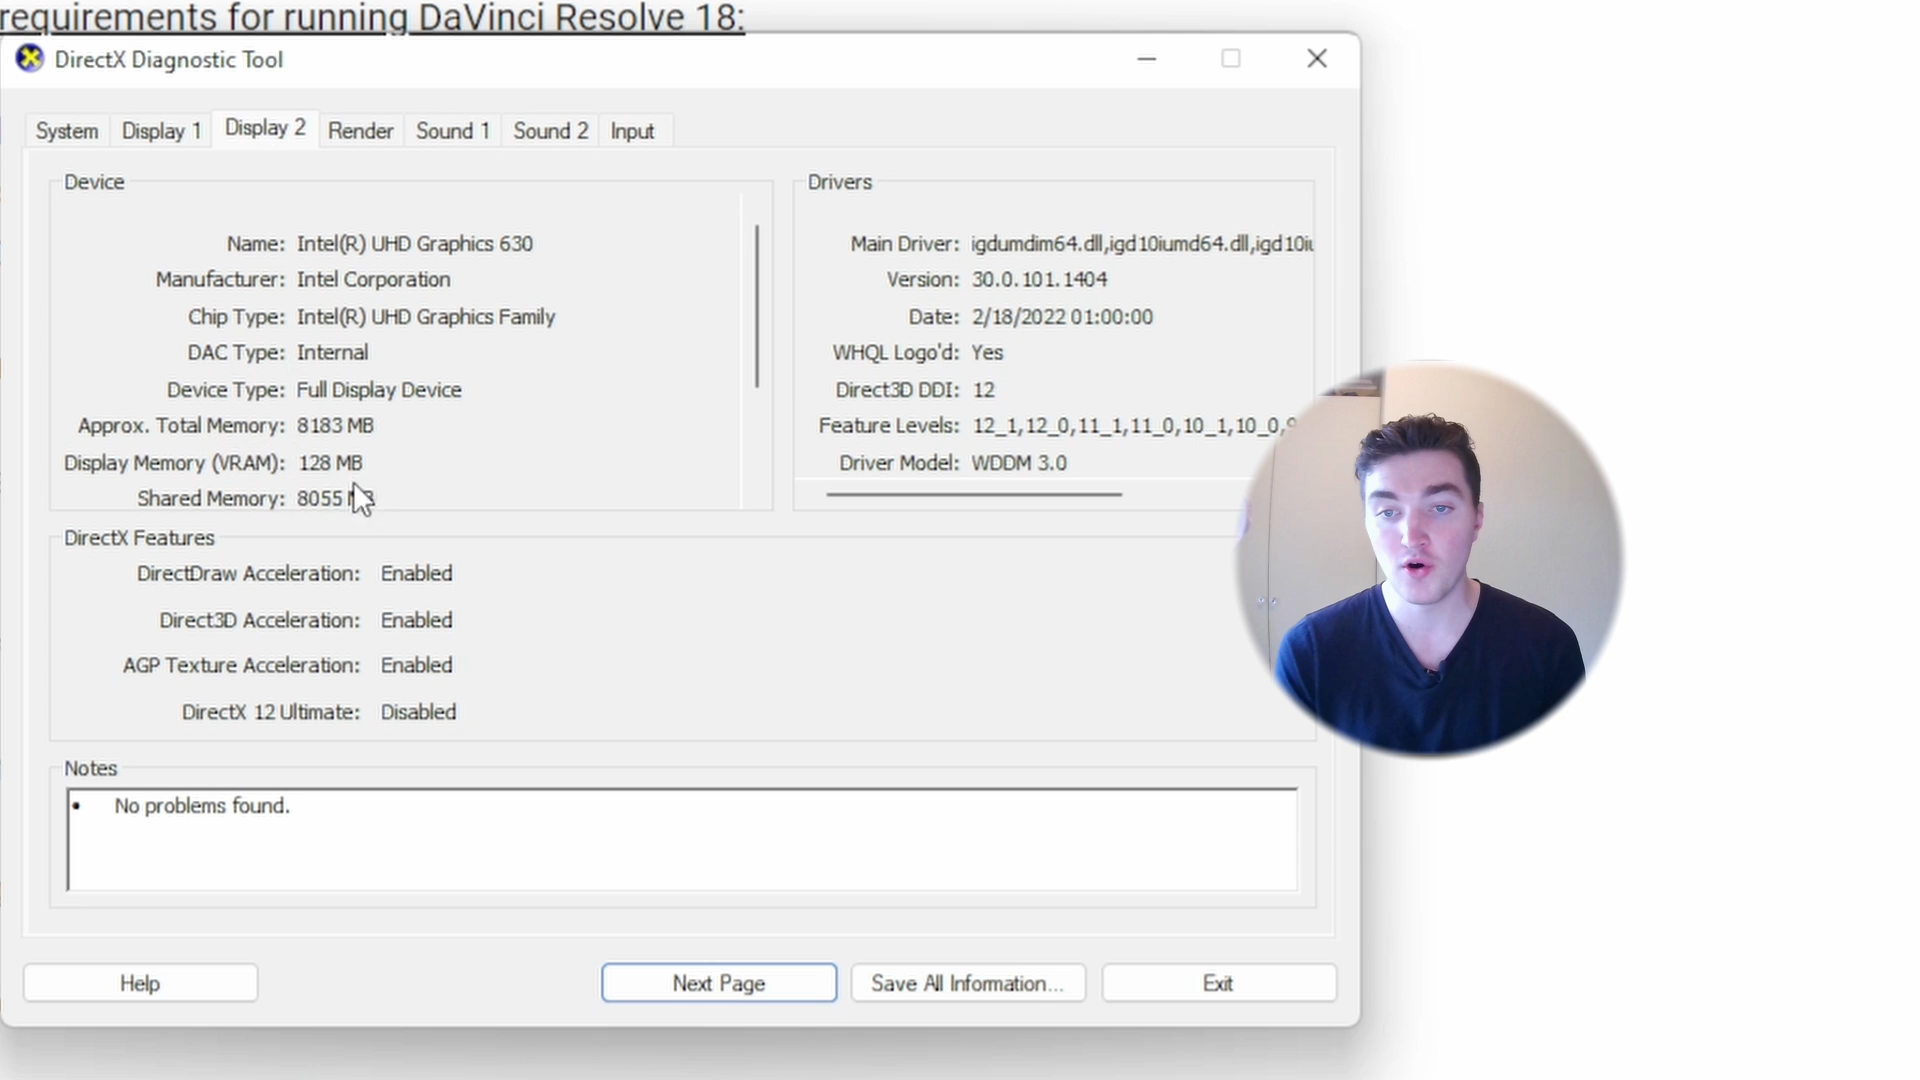 requirements for running DaVinci Resolve 18:
DirectX Diagnostic Tool
System Display 1 Display 2 Render Sound 1 Sound 2 Input
Device
Name: Intel(R) UHD Graphics 630
Manufacturer: Intel Corporation
Chip Type: Intel(R) UHD Graphics Family
DAC Type: Internal
Device Type: Full Display Device
Approx. Total Memory: 8183 MB
Display Memory (VRAM): 128 MB
Shared Memory: 8055
Drivers
Main Driver: igdumdim64.dll,igd10iumd64.dll,igd10iu
Version: 30.0.101.1404
Date: 2/18/2022 01:00:00
WHQL Logo'd: Yes
Direct3D DDI: 12
Feature Levels: 12_1,12_0,11_1,11_0,10_1,10_0,
Driver Model: WDDM 3.0
DirectX Features
DirectDraw Acceleration: Enabled
Direct3D Acceleration: Enabled
AGP Texture Acceleration: Enabled
DirectX 12 Ultimate: Disabled
Notes
• No problems found.
Help Next Page Save All Information... Exit